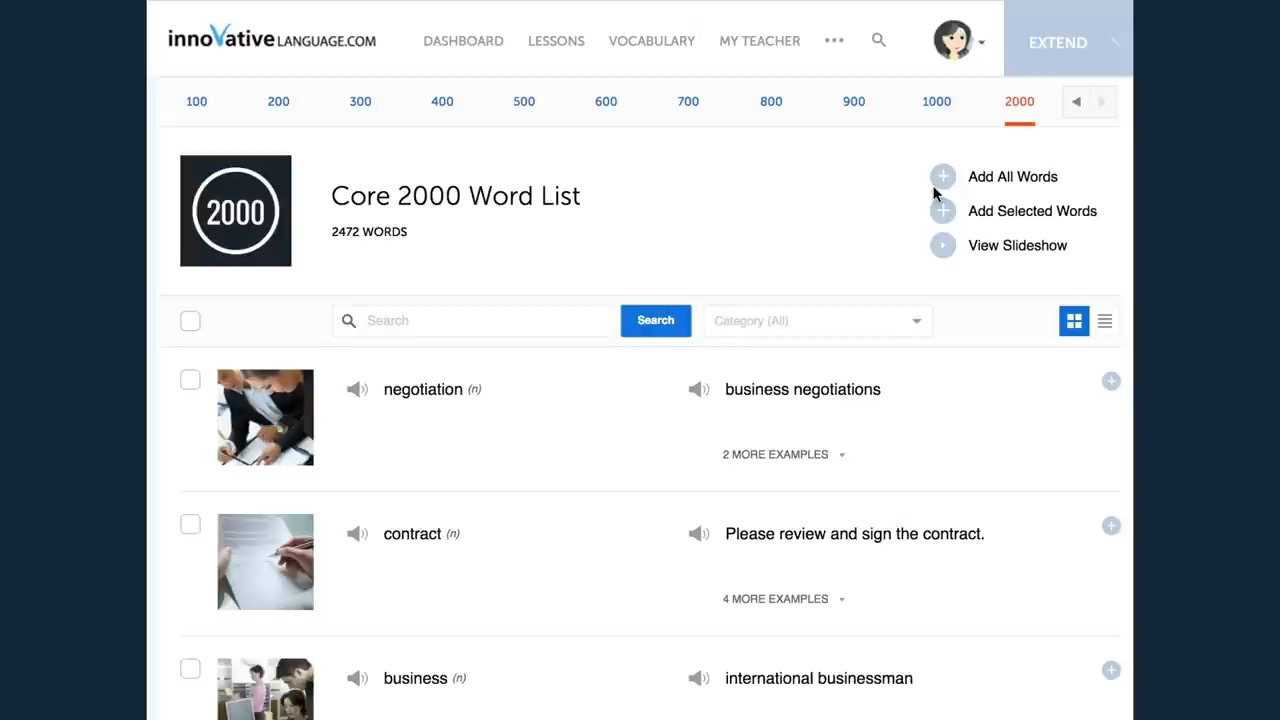 innoVative LANGUAGE.COM
DASHBOARD LESSONS VOCABULARY MY TEACHER
EXTEND
100 200 300 400 500 600 700 800 900 1000 2000
2000
Core 2000 Word List
2472 WORDS
Add All Words
Add Selected Words
View Slideshow
Search
Search
Category (All)
negotiation (n)
business negotiations
2 MORE EXAMPLES
contract (n)
Please review and sign the contract.
4 MORE EXAMPLES
business (n)
international businessman